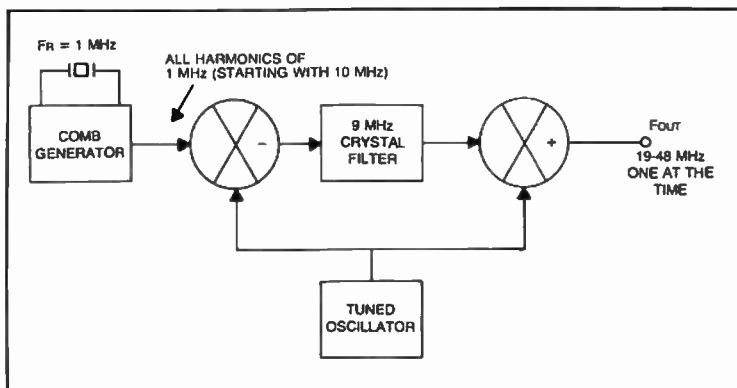 FR = 1 MHz
ALL HARMONICS OF
1 MHz (STARTING WITH 10 MHz)
COMB
GENERATOR
−
9 MHz
CRYSTAL
FILTER
+
FOUT
19-48 MHz
ONE AT THE
TIME
TUNED
OSCILLATOR